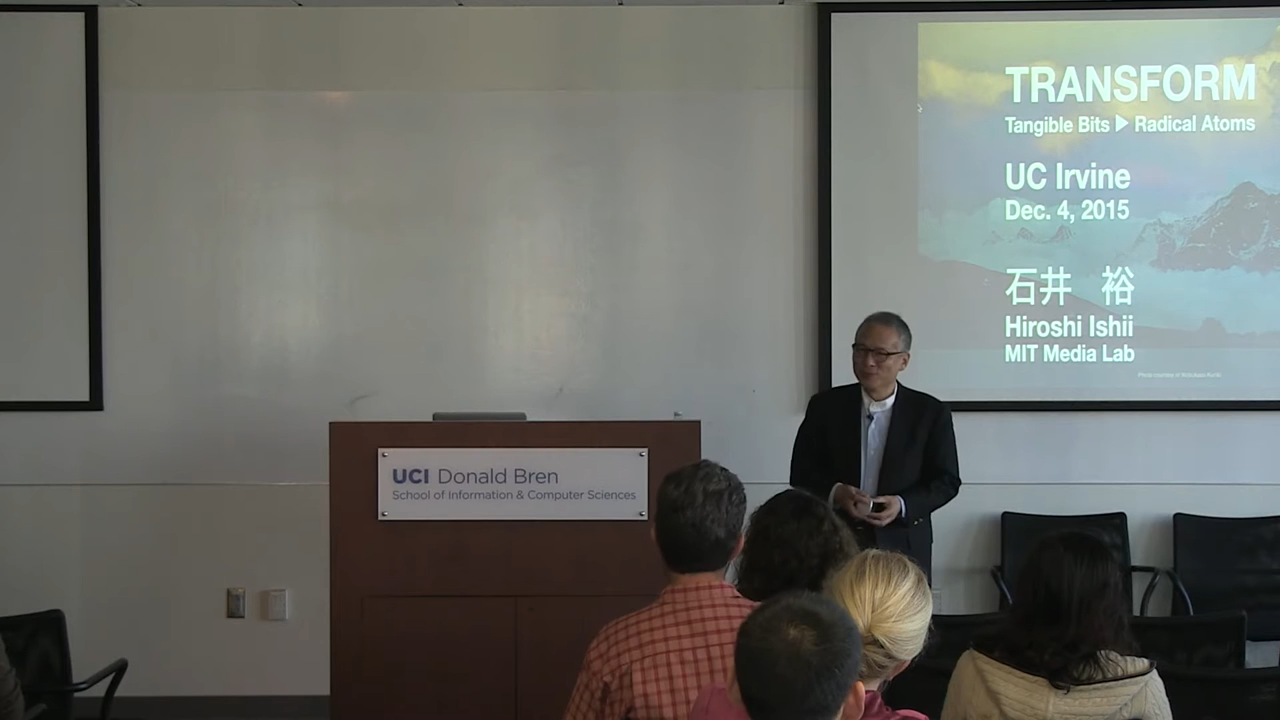 TRANSFORM
Tangible Bits ▶ Radical Atoms
UC Irvine
Dec. 4, 2015
石井 裕
Hiroshi Ishii
MIT Media Lab
UCI Donald Bren
School of Information & Computer Sciences